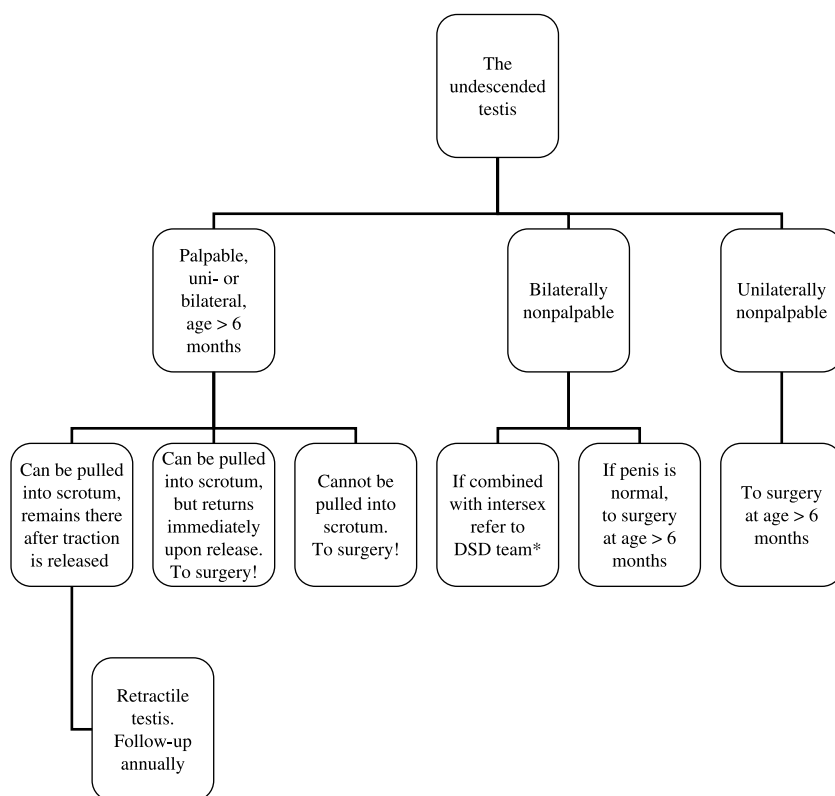 The
undescended
testis
Palpable,
uni- or
bilateral,
age > 6
months
Bilaterally
nonpalpable
Unilaterally
nonpalpable
Can be pulled
into scrotum,
remains there
after traction
is released
Can be pulled
into scrotum,
but returns
immediately
upon release.
To surgery!
Cannot be
pulled into
scrotum.
To surgery!
If combined
with intersex
refer to
DSD team*
If penis is
normal,
to surgery
at age > 6
months
To surgery
at age > 6
months
Retractile
testis.
Follow-up
annually